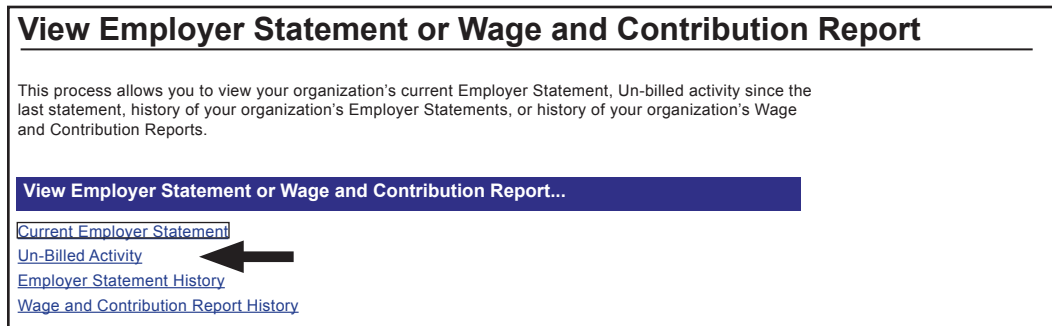 View Employer Statement or Wage and Contribution Report
This process allows you to view your organization’s current Employer Statement, Un-billed activity since the
last statement, history of your organization’s Employer Statements, or history of your organization’s Wage
and Contribution Reports.
View Employer Statement or Wage and Contribution Report...
Current Employer Statement
Un-Billed Activity
Employer Statement History
Wage and Contribution Report History